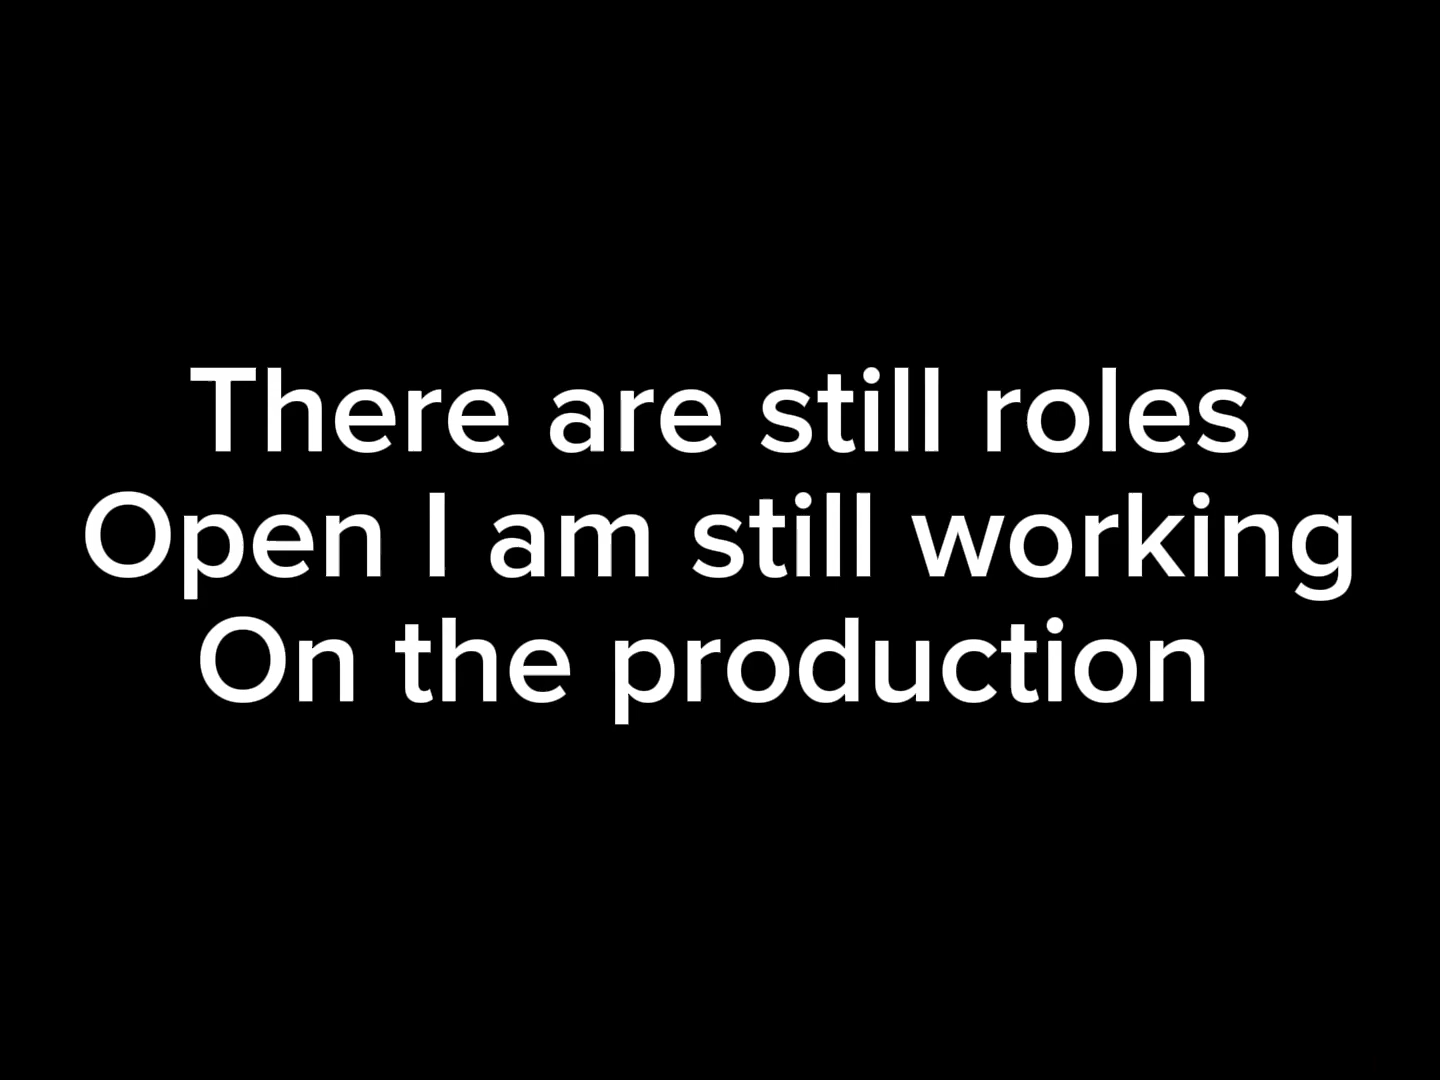 There are still roles
Open I am still working
On the production